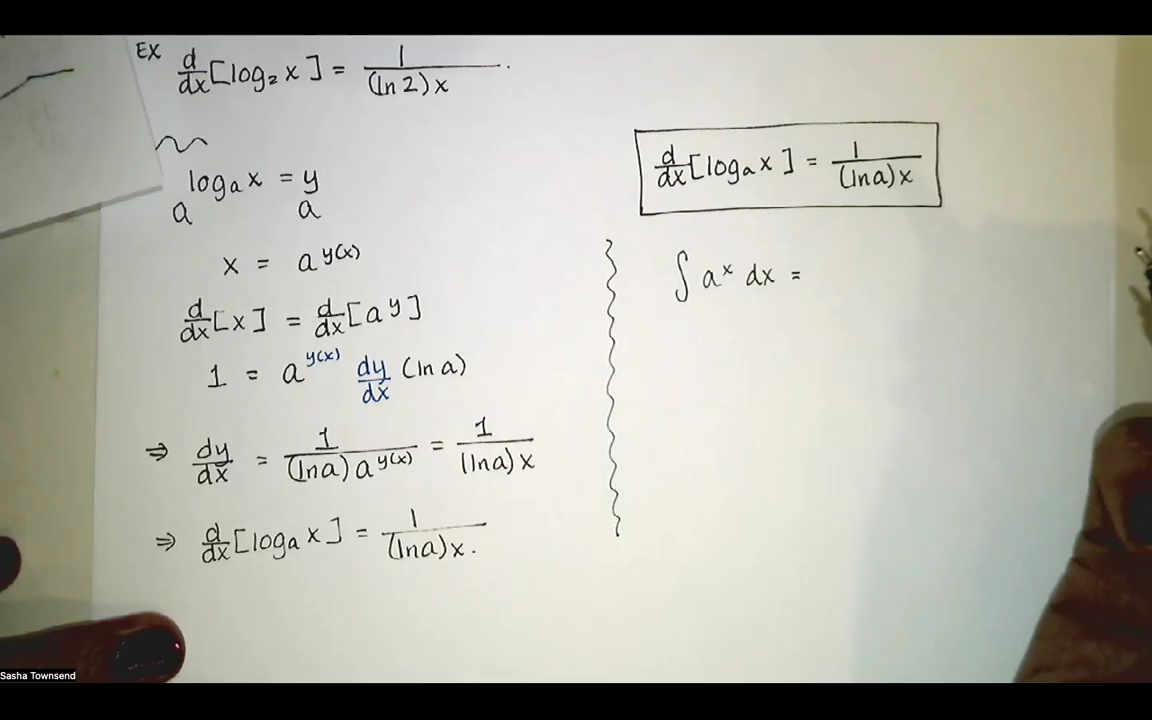 EX d/dx [log₂ x] = 1/((ln 2)x).
a^(logₐ x) = a^y
x = a^(y(x))
d/dx [x] = d/dx [a^y]
1 = a^(y(x)) dy/dx (ln a)
⇒ dy/dx = 1/((ln a) a^(y(x))) = 1/((ln a)x)
⇒ d/dx [logₐ x] = 1/((ln a)x).
d/dx [logₐ x] = 1/((ln a)x)
∫ a^x dx =
Sasha Townsend